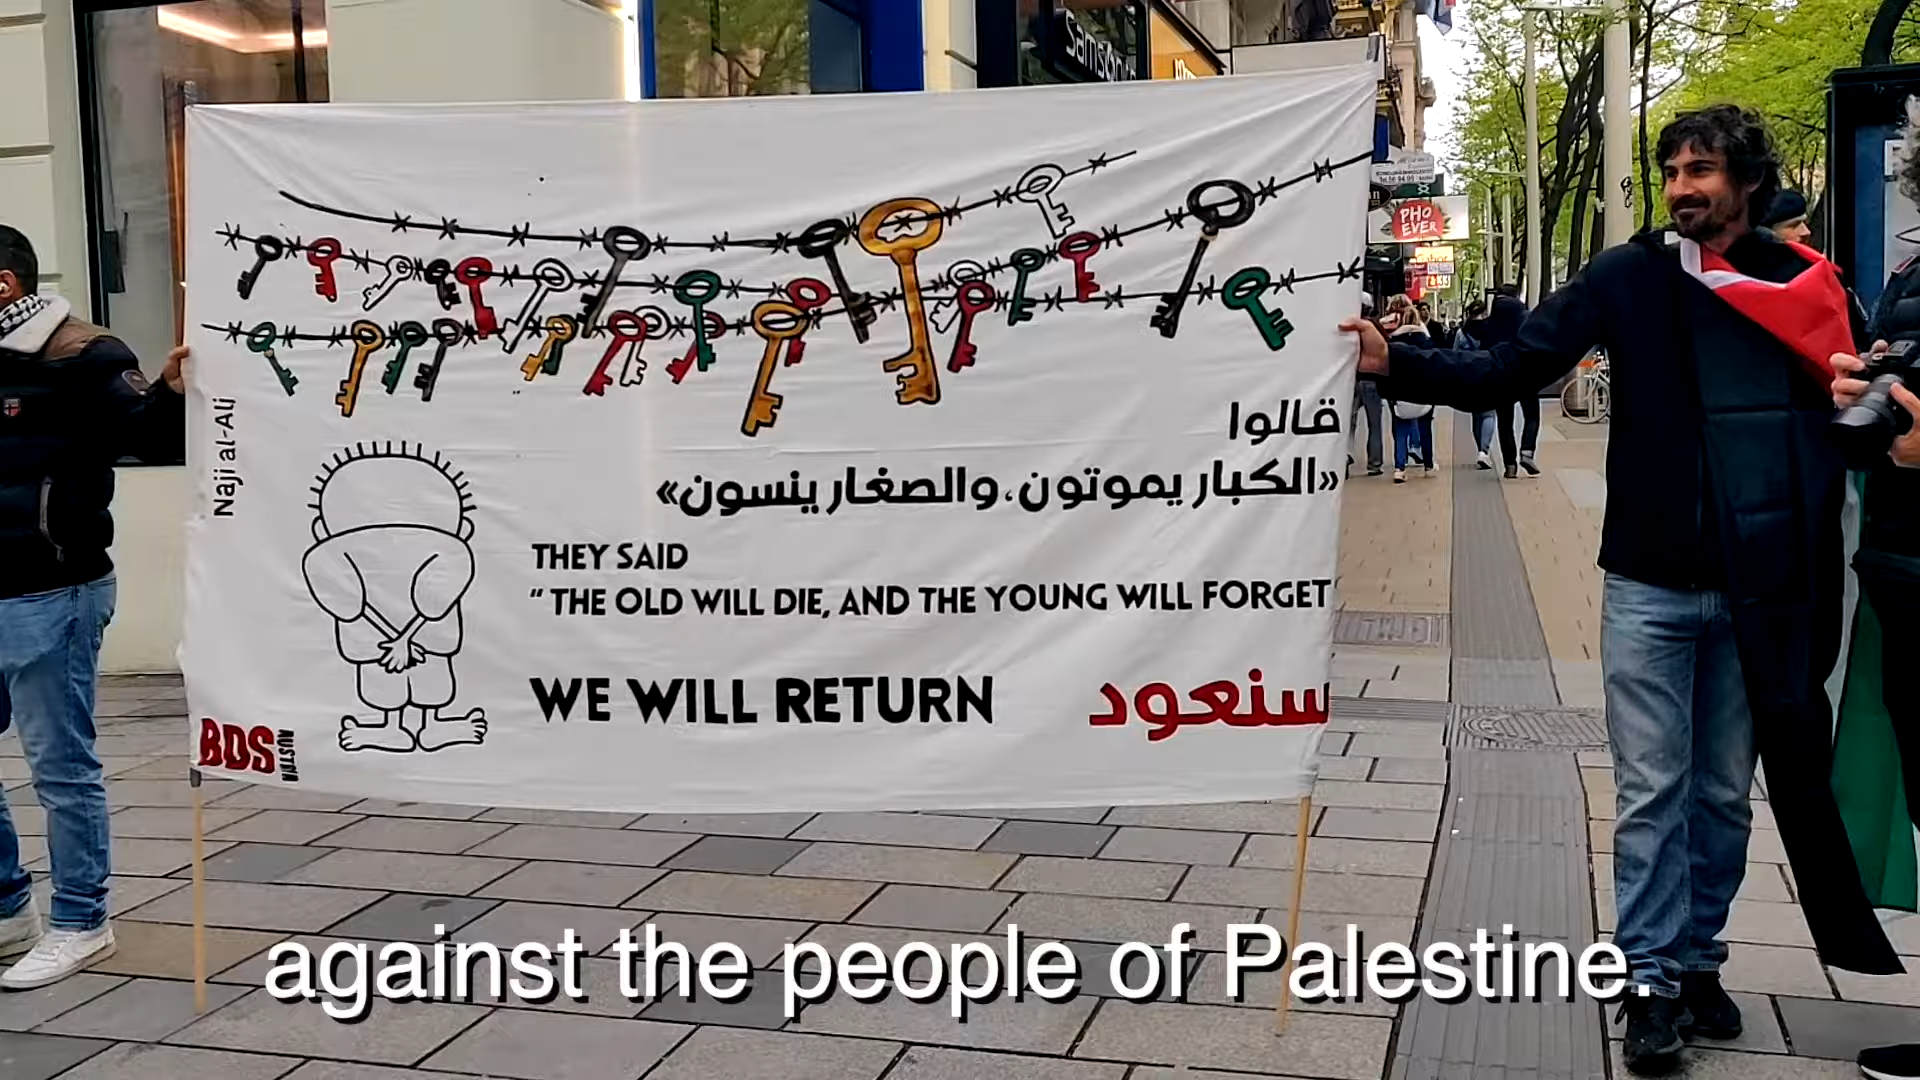 Samsonite
PHO
EVER
Naji al-Ali
قالوا
«الكبار يموتون، والصغار ينسون»
THEY SAID
“ THE OLD WILL DIE, AND THE YOUNG WILL FORGET
WE WILL RETURN
سنعود
BDS
AUSTRIA
against the people of Palestine.